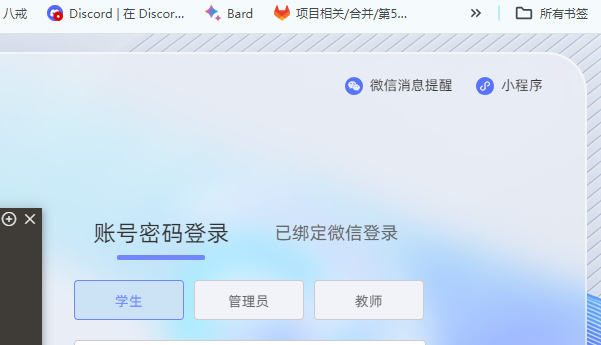 八戒 Discord | 在 Discor... Bard 项目相关/合并/第5... 所有书签
微信消息提醒 小程序
账号密码登录 已绑定微信登录
学生 管理员 教师